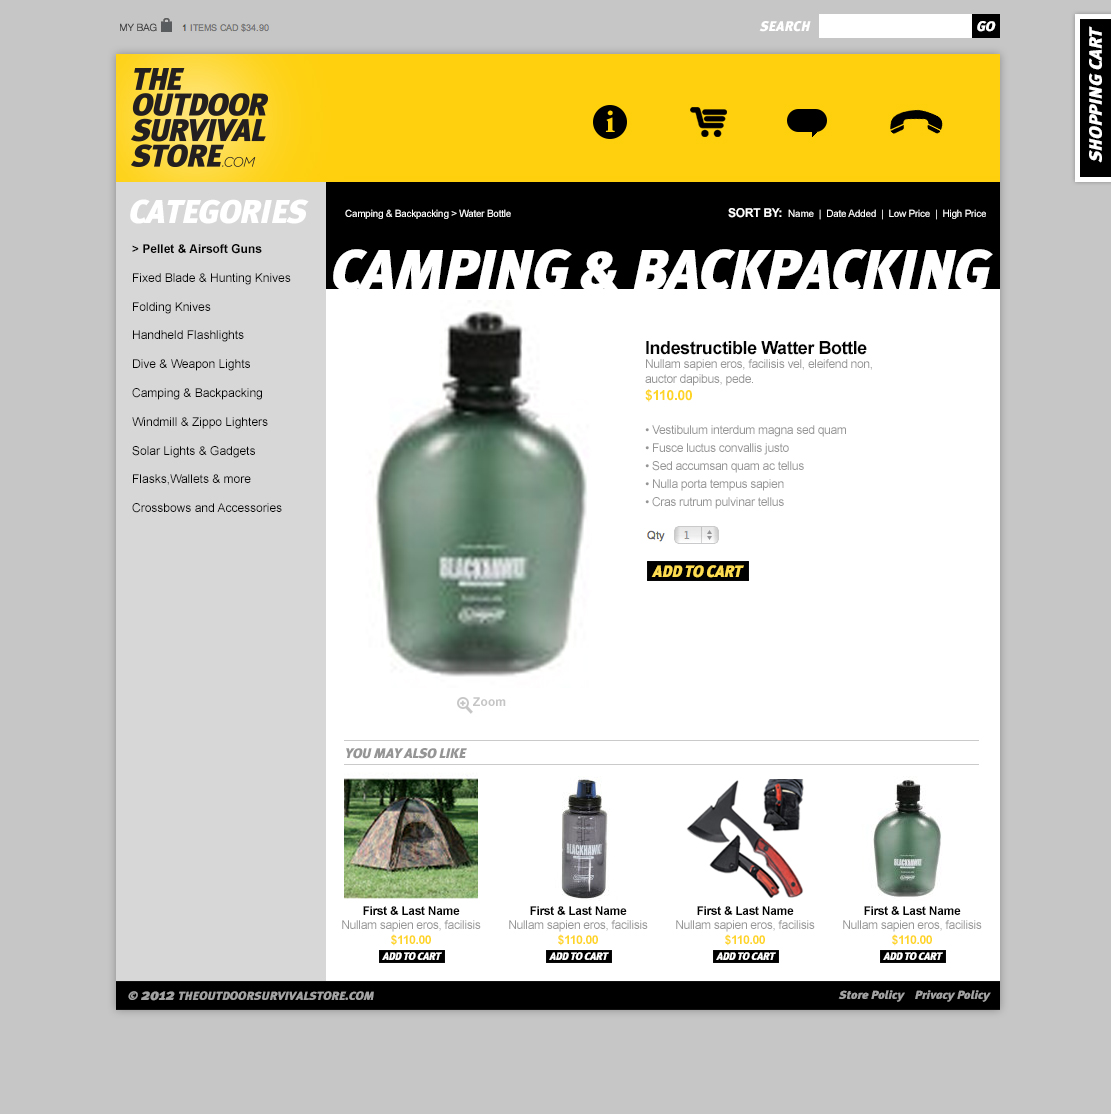 MY BAG 1 ITEMS CAD $34.90
SEARCH GO
SHOPPING CART
THE
OUTDOOR
SURVIVAL
STORE.COM
i
CATEGORIES
> Pellet & Airsoft Guns
Fixed Blade & Hunting Knives
Folding Knives
Handheld Flashlights
Dive & Weapon Lights
Camping & Backpacking
Windmill & Zippo Lighters
Solar Lights & Gadgets
Flasks,Wallets & more
Crossbows and Accessories
Camping & Backpacking > Water Bottle
SORT BY: Name | Date Added | Low Price | High Price
CAMPING & BACKPACKING
BLACKHAWK!
Zoom
Indestructible Watter Bottle
Nullam sapien eros, facilisis vel, eleifend non,
auctor dapibus, pede.
$110.00
• Vestibulum interdum magna sed quam
• Fusce luctus convallis justo
• Sed accumsan quam ac tellus
• Nulla porta tempus sapien
• Cras rutrum pulvinar tellus
Qty 1
ADD TO CART
YOU MAY ALSO LIKE
First & Last Name
Nullam sapien eros, facilisis
$110.00
ADD TO CART
BLACKHAWK!
First & Last Name
Nullam sapien eros, facilisis
$110.00
ADD TO CART
First & Last Name
Nullam sapien eros, facilisis
$110.00
ADD TO CART
BLACKHAWK!
First & Last Name
Nullam sapien eros, facilisis
$110.00
ADD TO CART
© 2012 THEOUTDOORSURVIVALSTORE.COM
Store Policy Privacy Policy